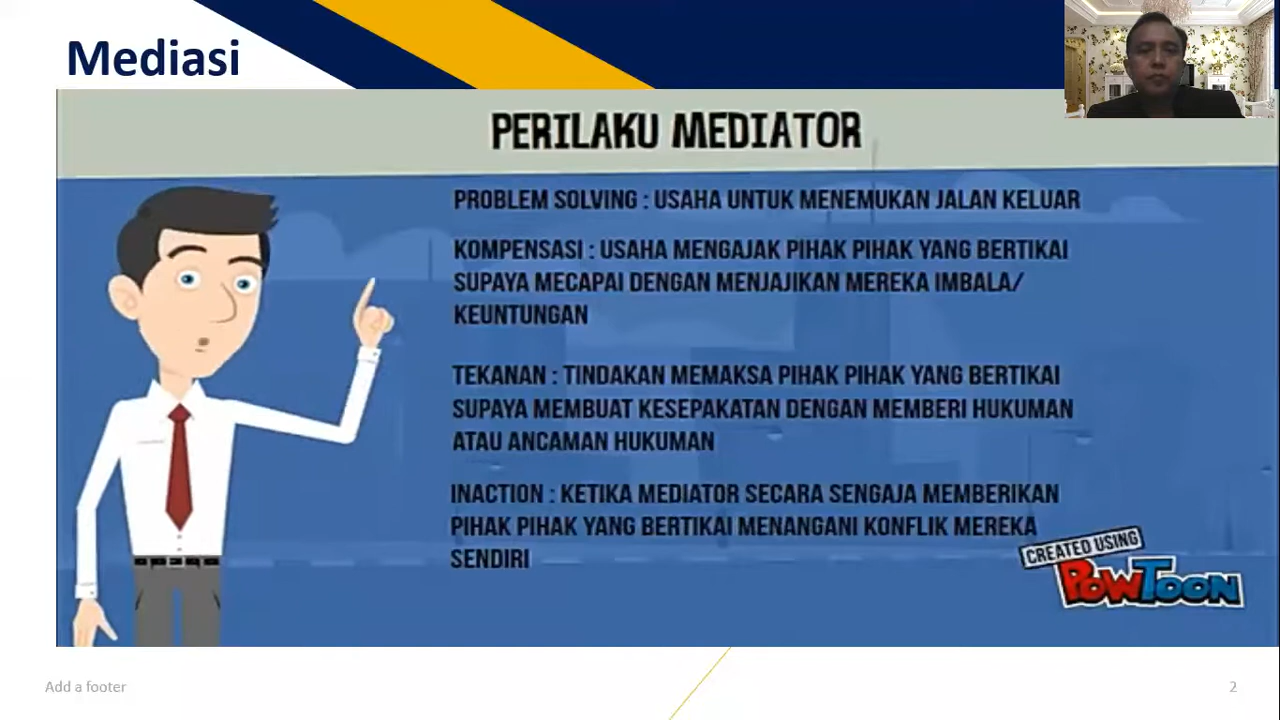 Mediasi
PERILAKU MEDIATOR
PROBLEM SOLVING : USAHA UNTUK MENEMUKAN JALAN KELUAR
KOMPENSASI : USAHA MENGAJAK PIHAK PIHAK YANG BERTIKAI
SUPAYA MECAPAI DENGAN MENJAJIKAN MEREKA IMBALA/
KEUNTUNGAN
TEKANAN : TINDAKAN MEMAKSA PIHAK PIHAK YANG BERTIKAI
SUPAYA MEMBUAT KESEPAKATAN DENGAN MEMBERI HUKUMAN
ATAU ANCAMAN HUKUMAN
INACTION : KETIKA MEDIATOR SECARA SENGAJA MEMBERIKAN
PIHAK PIHAK YANG BERTIKAI MENANGANI KONFLIK MEREKA
SENDIRI
CREATED USING
POWTOON
Add a footer
2